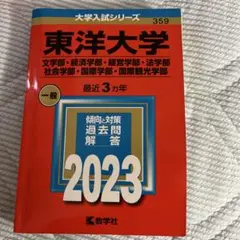 大学入試シリーズ
359
東洋大学
文学部・経済学部・経営学部・法学部
社会学部・国際学部・国際観光学部
一般
最近3カ年
傾向と対策
過去問
解答
2023
教学社